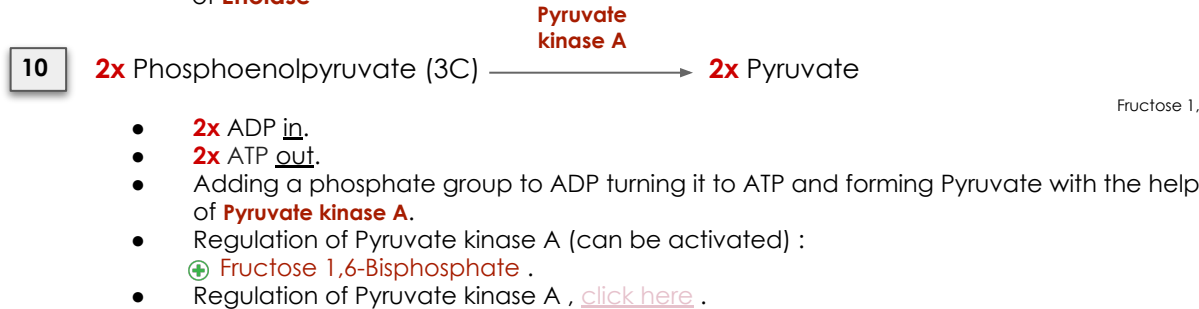 of Enolase
Pyruvate
kinase A
10 2x Phosphoenolpyruvate (3C) 2x Pyruvate
Fructose 1,
● 2x ADP in.
● 2x ATP out.
● Adding a phosphate group to ADP turning it to ATP and forming Pyruvate with the help
of Pyruvate kinase A.
● Regulation of Pyruvate kinase A (can be activated) :
Fructose 1,6-Bisphosphate .
● Regulation of Pyruvate kinase A , click here .